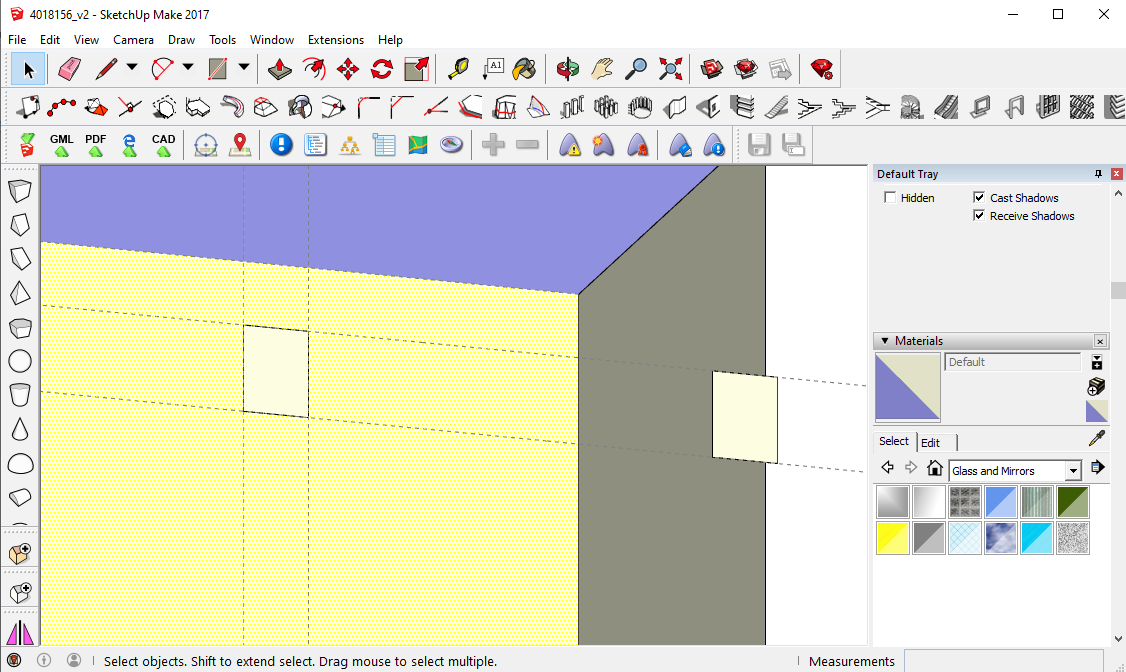 4018156_v2 - SketchUp Make 2017
File Edit View Camera Draw Tools Window Extensions Help
A1
GML PDF CAD
Default Tray
Hidden Cast Shadows
Receive Shadows
Materials
Default
Select Edit
Glass and Mirrors
Select objects. Shift to extend select. Drag mouse to select multiple.
Measurements